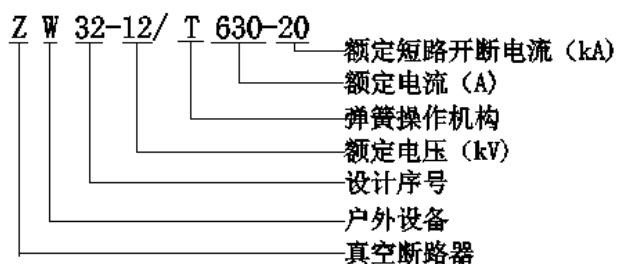 Z W 32-12/ T 630-20
额定短路开断电流（kA)
额定电流（A)
弹簧操作机构
额定电压（kV)
设计序号
户外设备
真空断路器